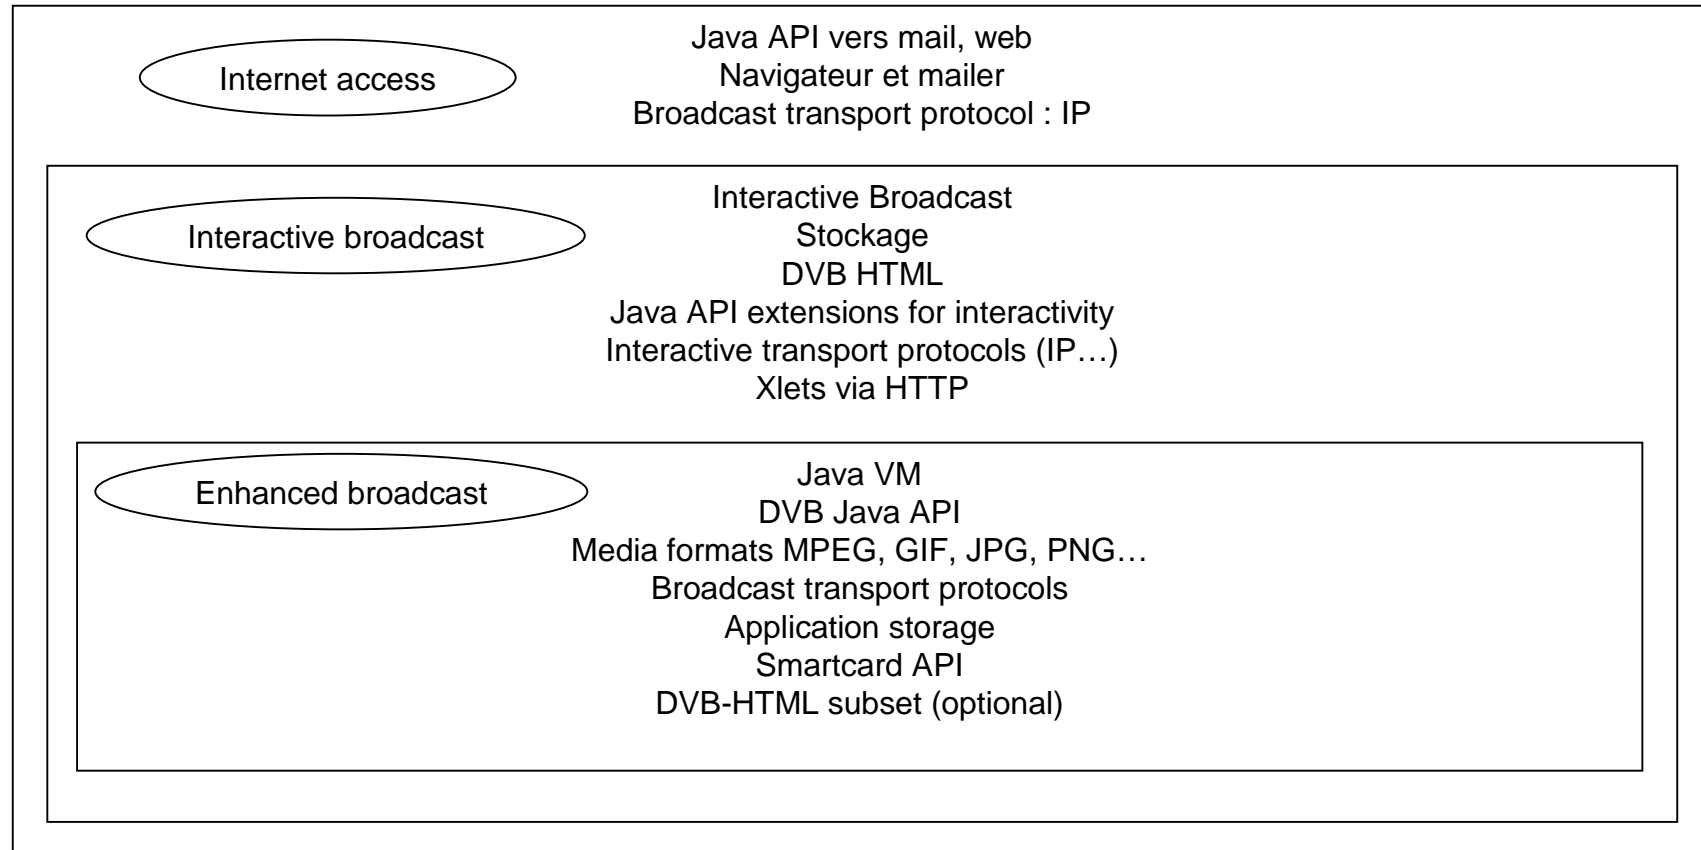 Internet access
Java API vers mail, web
Navigateur et mailer
Broadcast transport protocol : IP
Interactive broadcast
Interactive Broadcast
Stockage
DVB HTML
Java API extensions for interactivity
Interactive transport protocols (IP…)
Xlets via HTTP
Enhanced broadcast
Java VM
DVB Java API
Media formats MPEG, GIF, JPG, PNG…
Broadcast transport protocols
Application storage
Smartcard API
DVB-HTML subset (optional)